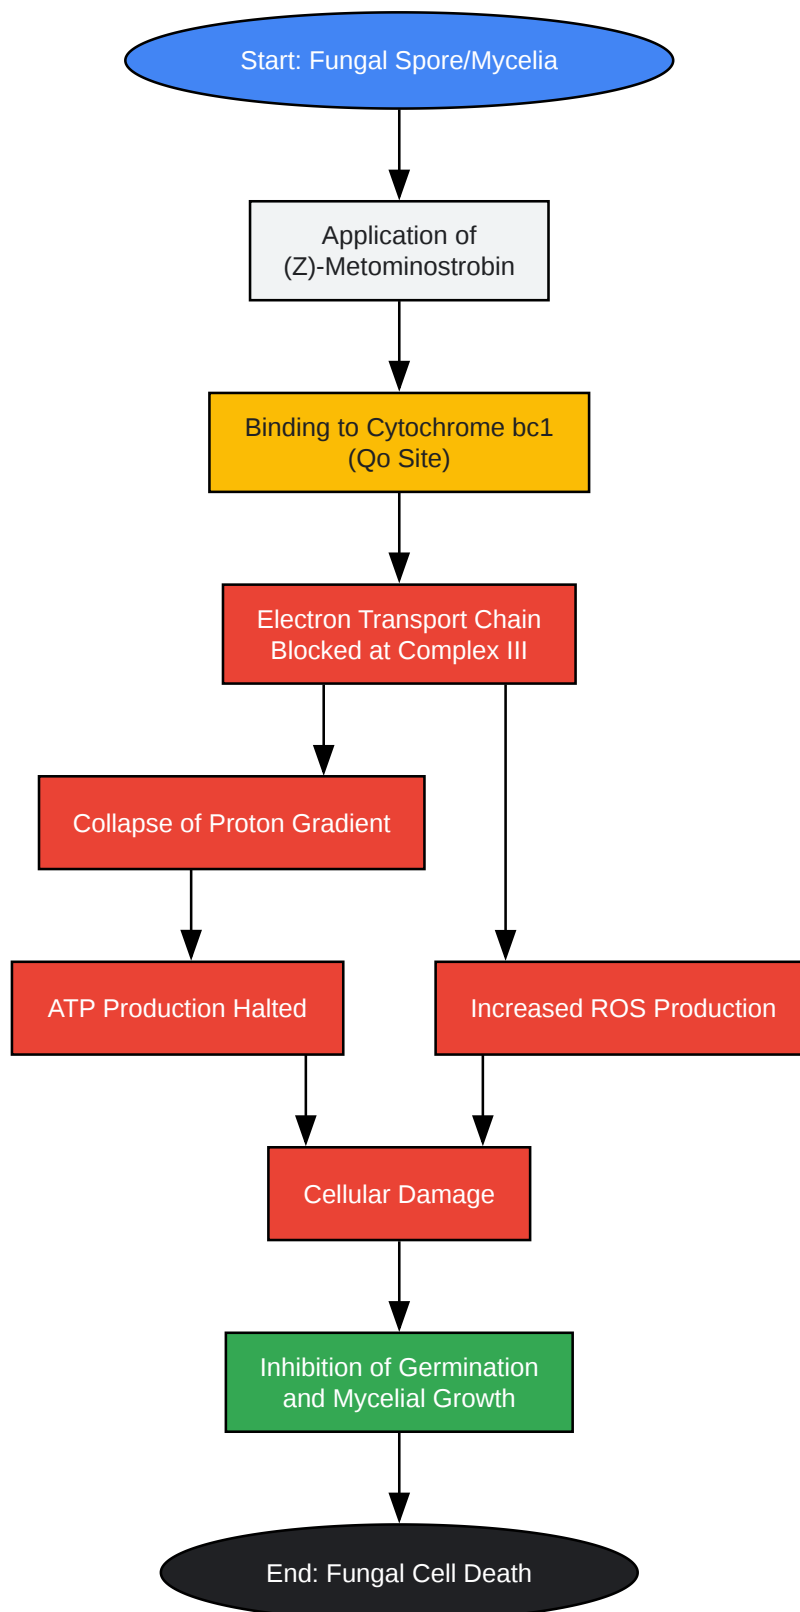 Start: Fungal Spore/Mycelia
Application of
(Z)-Metominostrobin
Binding to Cytochrome bc1
(Qo Site)
Electron Transport Chain
Blocked at Complex III
Collapse of Proton Gradient
ATP Production Halted
Increased ROS Production
Cellular Damage
Inhibition of Germination
and Mycelial Growth
End: Fungal Cell Death